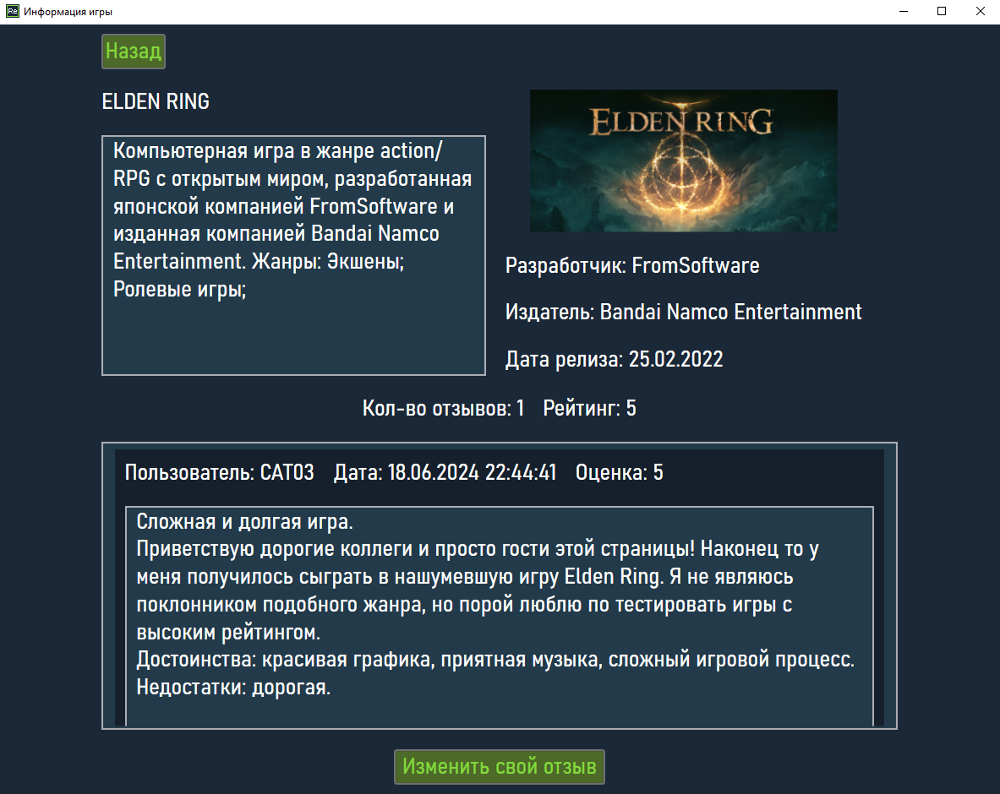 Re Информация игры
Назад
ELDEN RING
ELDEN RING
Компьютерная игра в жанре action/
RPG с открытым миром, разработанная
японской компанией FromSoftware и
изданная компанией Bandai Namco
Entertainment. Жанры: Экшены;
Ролевые игры;
Разработчик: FromSoftware
Издатель: Bandai Namco Entertainment
Дата релиза: 25.02.2022
Кол-во отзывов: 1 Рейтинг: 5
Пользователь: CAT03 Дата: 18.06.2024 22:44:41 Оценка: 5
Сложная и долгая игра.
Приветствую дорогие коллеги и просто гости этой страницы! Наконец то у
меня получилось сыграть в нашумевшую игру Elden Ring. Я не являюсь
поклонником подобного жанра, но порой люблю по тестировать игры с
высоким рейтингом.
Достоинства: красивая графика, приятная музыка, сложный игровой процесс.
Недостатки: дорогая.
Изменить свой отзыв